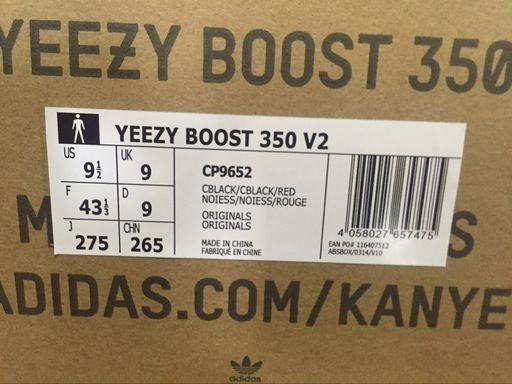 YEEZY BOOST 350
YEEZY BOOST 350 V2
US 9½ UK 9
F 43⅓ D 9
J 275 CHN 265
CP9652
CBLACK/CBLACK/RED
NOIESS/NOIESS/ROUGE
ORIGINALS
ORIGINALS
MADE IN CHINA
FABRIQUÉ EN CHINE
4 058027 657475
EAN PO# 116407513
ABSBOX/0314/V10
M
S
ADIDAS.COM/KANYE
adidas